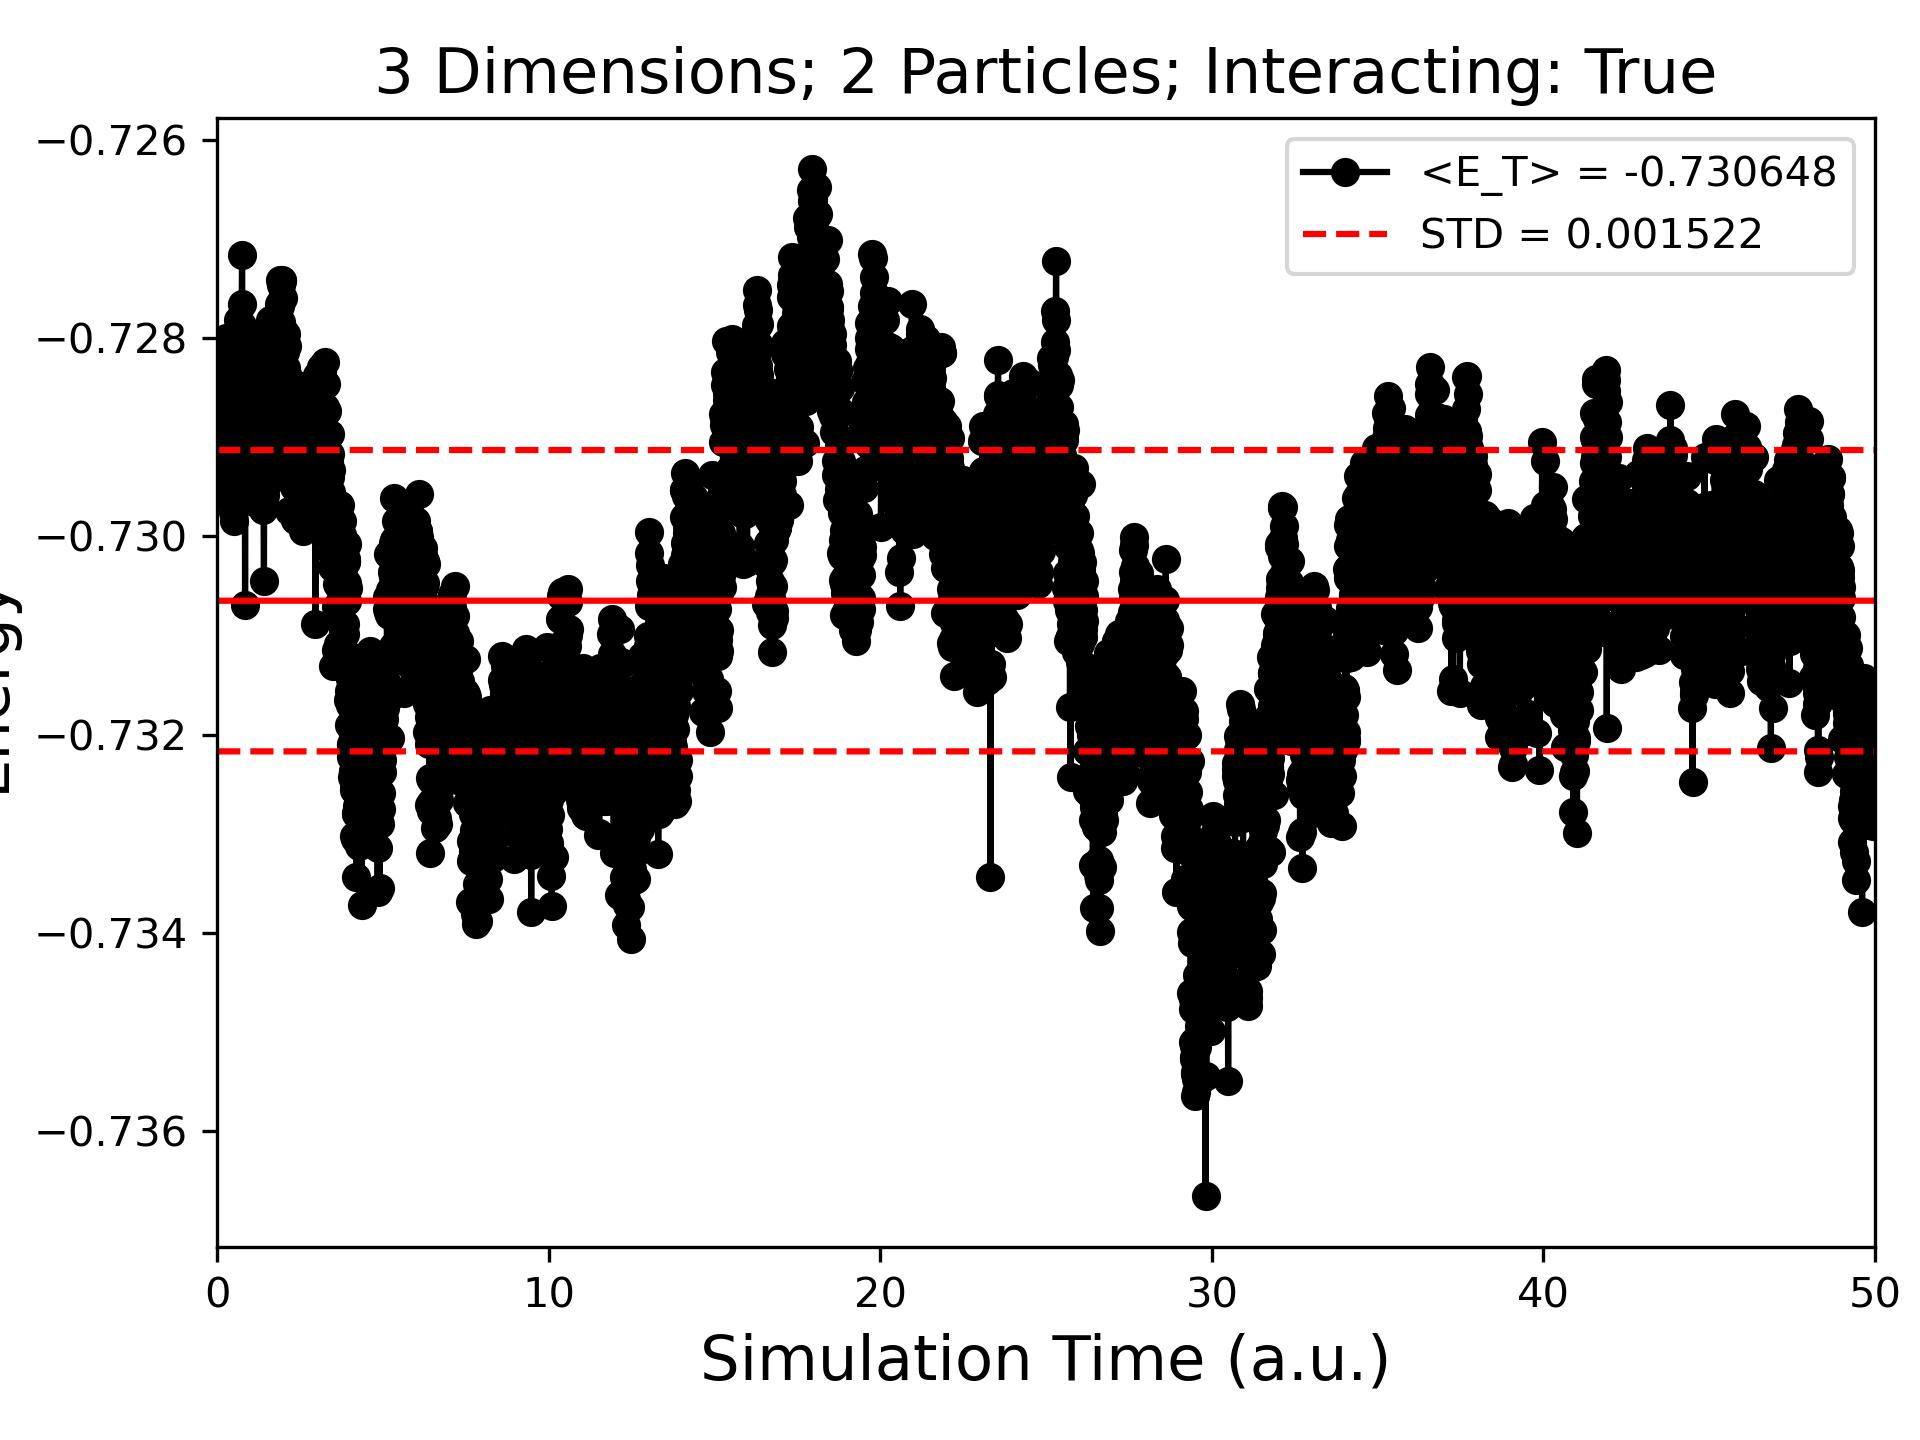 3 Dimensions; 2 Particles; Interacting: True
−0.726
−0.728
−0.730
−0.732
−0.734
−0.736
<E_T> = -0.730648
STD = 0.001522
0 10 20 30 40 50
Simulation Time (a.u.)